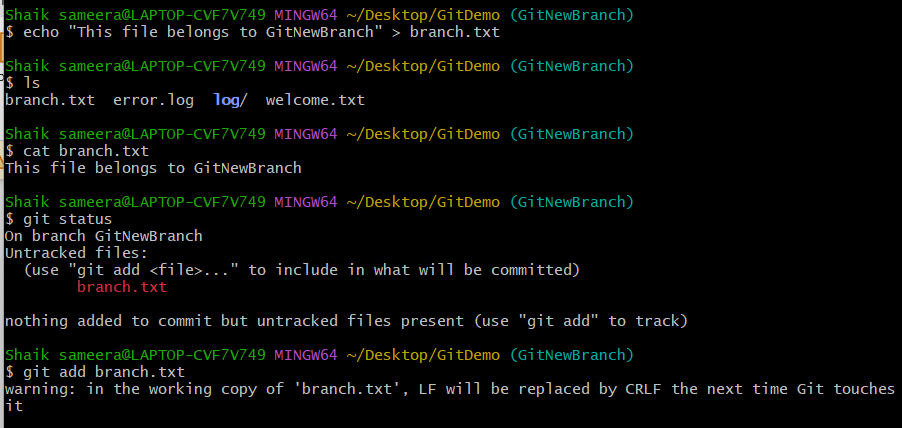 Shaik sameera@LAPTOP-CVF7V749 MINGW64 ~/Desktop/GitDemo (GitNewBranch)
$ echo "This file belongs to GitNewBranch" > branch.txt

Shaik sameera@LAPTOP-CVF7V749 MINGW64 ~/Desktop/GitDemo (GitNewBranch)
$ ls
branch.txt  error.log  log/  welcome.txt

Shaik sameera@LAPTOP-CVF7V749 MINGW64 ~/Desktop/GitDemo (GitNewBranch)
$ cat branch.txt
This file belongs to GitNewBranch

Shaik sameera@LAPTOP-CVF7V749 MINGW64 ~/Desktop/GitDemo (GitNewBranch)
$ git status
On branch GitNewBranch
Untracked files:
  (use "git add <file>..." to include in what will be committed)
        branch.txt

nothing added to commit but untracked files present (use "git add" to track)

Shaik sameera@LAPTOP-CVF7V749 MINGW64 ~/Desktop/GitDemo (GitNewBranch)
$ git add branch.txt
warning: in the working copy of 'branch.txt', LF will be replaced by CRLF the next time Git touches
it